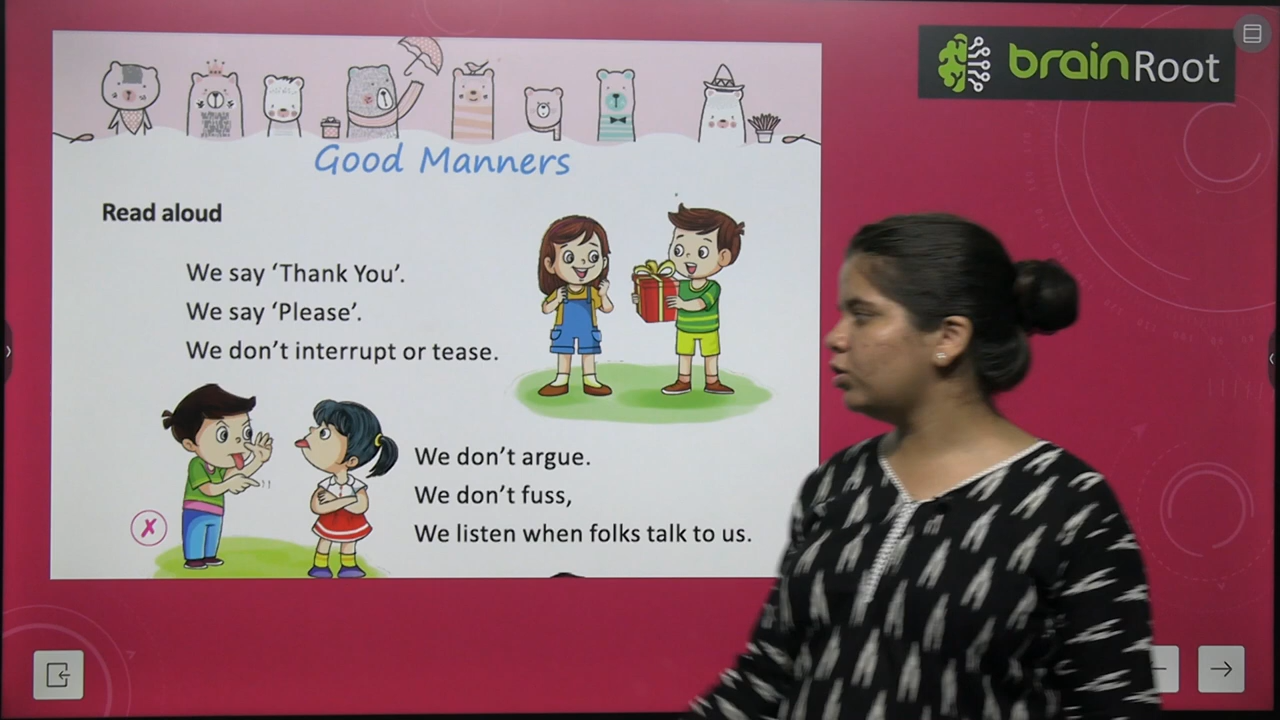 brainRoot
Good Manners
Read aloud
We say ‘Thank You’.
We say ‘Please’.
We don’t interrupt or tease.
We don’t argue.
We don’t fuss,
We listen when folks talk to us.